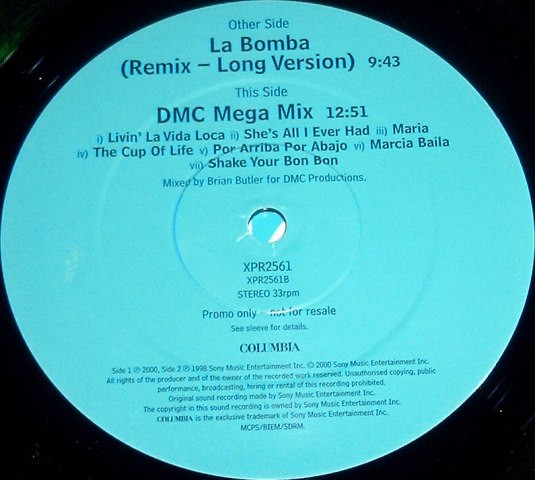 Other Side
La Bomba
(Remix – Long Version) 9:43
This Side
DMC Mega Mix 12:51
i) Livin' La Vida Loca ii) She's All I Ever Had iii) Maria
iv) The Cup Of Life v) Por Arriba Por Abajo vi) Marcia Baila
vii) Shake Your Bon Bon
Mixed by Brian Butler for DMC Productions.
XPR2561
XPR2561B
STEREO 33rpm
Promo only – not for resale
See sleeve for details.
COLUMBIA
Side 1 ℗ 2000, Side 2 ℗ 1998 Sony Music Entertainment Inc. © 2000 Sony Music Entertainment Inc.
All rights of the producer and of the owner of the recorded work reserved. Unauthorised copying, public
performance, broadcasting, hiring or rental of this recording prohibited.
Original sound recording made by Sony Music Entertainment Inc.
The copyright in this sound recording is owned by Sony Music Entertainment Inc.
COLUMBIA is the exclusive trademark of Sony Music Entertainment Inc.
MCPS/BIEM/SDRM.